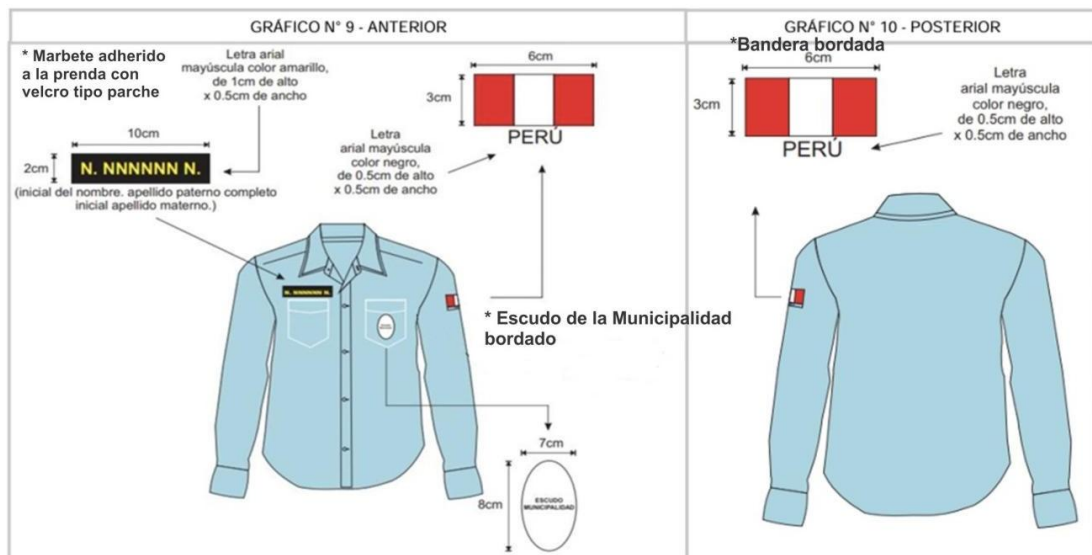 GRÁFICO N° 9 - ANTERIOR
* Marbete adherido
a la prenda con
velcro tipo parche
Letra arial
mayúscula color amarillo,
de 1cm de alto
x 0.5cm de ancho
10cm
2cm
N. NNNNNN N.
(inicial del nombre. apellido paterno completo
inicial apellido materno.)
6cm
3cm
PERÚ
Letra
arial mayúscula
color negro,
de 0.5cm de alto
x 0.5cm de ancho
N. NNNNNN N.
* Escudo de la Municipalidad
bordado
7cm
8cm
ESCUDO
MUNICIPALIDAD
GRÁFICO N° 10 - POSTERIOR
*Bandera bordada
6cm
3cm
PERÚ
Letra
arial mayúscula
color negro,
de 0.5cm de alto
x 0.5cm de ancho